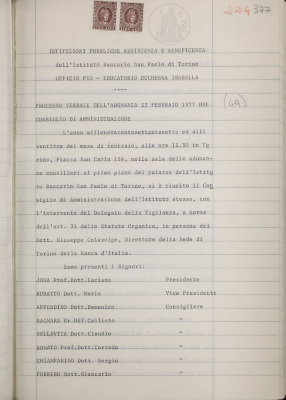 377
ISTITUZIONI PUBBLICHE ASSISTENZA E BENEFICENZA
dell'Istituto Bancario San Paolo di Torino
UFFICIO PIO - EDUCATORIO DUCHESSA ISABELLA
----
PROCESSO VERBALE DELL'ADUNANZA 23 FEBBRAIO 1977 DEL
CONSIGLIO DI AMMINISTRAZIONE
(49)
L'anno millenovecentosettantasette ed alli
ventitre del mese di febbraio, alle ore 15.30 in To
rino, Piazza San Carlo 156, nella sala delle adunan
ze consiliari al primo piano del palazzo dell'Istitu
to Bancario San Paolo di Torino, si è riunito il Con
siglio di Amministrazione dell'Istituto stesso, con
l'intervento del Delegato della Vigilanza, a norma
dell'art. 31 dello Statuto Organico, in persona del
Dott. Giuseppe Colavolpe, Direttore della Sede di
Torino della Banca d'Italia.
Sono presenti i Signori:
JONA Prof.Dott.Luciano Presidente
RUBATTO Dott. Mario Vice Presidente
APPENDINO Dott.Domenico Consigliere
BAGNARA Gr.Uff.Callisto "
BELLAVITA Dott.Claudio "
BONATO Prof.Dott.Corrado "
CHIAMPARINO Dott. Sergio "
FERRERO Dott.Giancarlo "